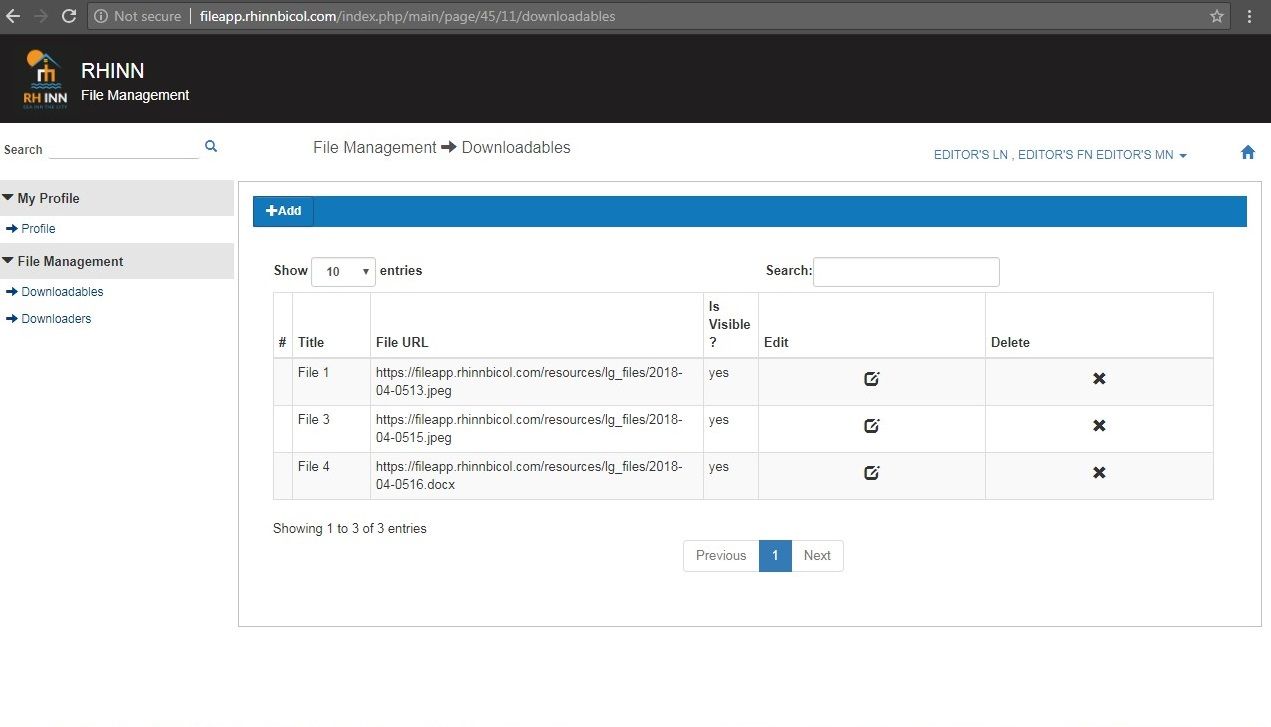 Not secure | fileapp.rhinnbicol.com/index.php/main/page/45/11/downloadables
RH INN
SEA INN THE CITY
RHINN
File Management
Search
File Management ➔ Downloadables
EDITOR'S LN , EDITOR'S FN EDITOR'S MN
My Profile
Profile
File Management
Downloadables
Downloaders
+Add
Show 10 entries
Search:
# Title File URL Is Visible ? Edit Delete
File 1 https://fileapp.rhinnbicol.com/resources/lg_files/2018-
04-0513.jpeg yes
File 3 https://fileapp.rhinnbicol.com/resources/lg_files/2018-
04-0515.jpeg yes
File 4 https://fileapp.rhinnbicol.com/resources/lg_files/2018-
04-0516.docx yes
Showing 1 to 3 of 3 entries
Previous 1 Next